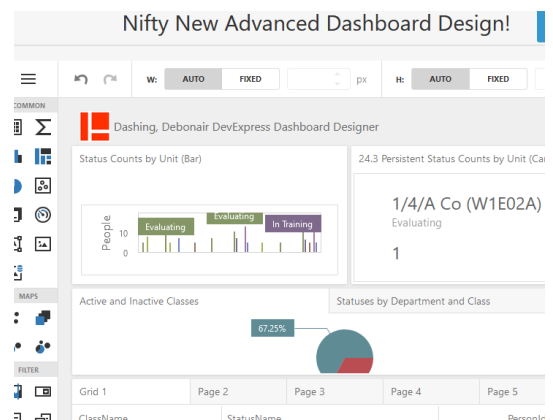 Nifty New Advanced Dashboard Design!
W: AUTO FIXED px H: AUTO FIXED
COMMON
Dashing, Debonair DevExpress Dashboard Designer
Status Counts by Unit (Bar)
24.3 Persistent Status Counts by Unit (Car
1/4/A Co (W1E02A)
Evaluating
1
People
10
0
Evaluating
Evaluating
In Training
MAPS
Active and Inactive Classes
Statuses by Department and Class
67.25%
FILTER
Grid 1 Page 2 Page 3 Page 4 Page 5
ClassName StatusName PersonId